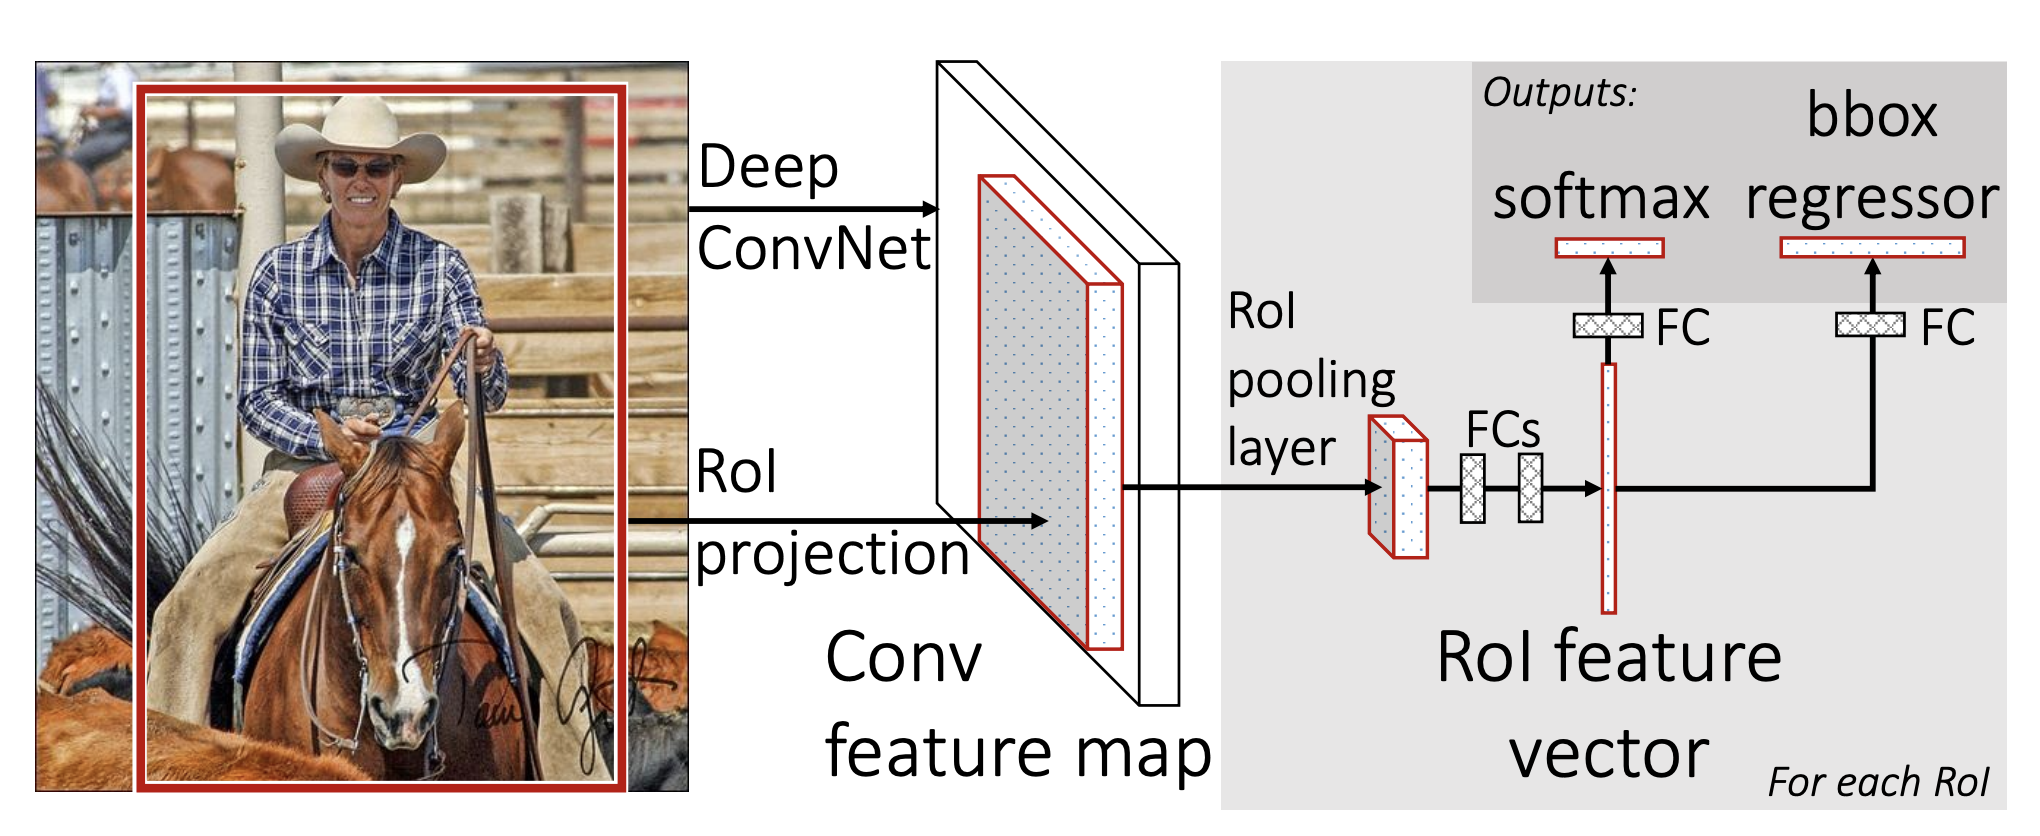 Deep
ConvNet
RoI
projection
Conv
feature map
RoI
pooling
layer
FCs
Outputs:
softmax
bbox
regressor
FC
FC
RoI feature
vector
For each RoI